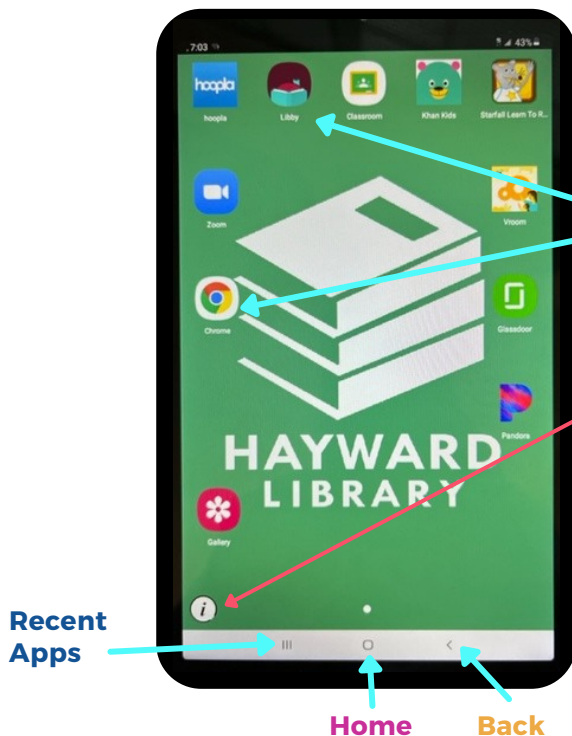 7:03
43%
hoopla
hoopla
Libby
Classroom
Khan Kids
Starfall Learn To R...
Zoom
Vroom
Chrome
Glassdoor
Pandora
HAYWARD
LIBRARY
Gallery
i
Recent
Apps
Home
Back